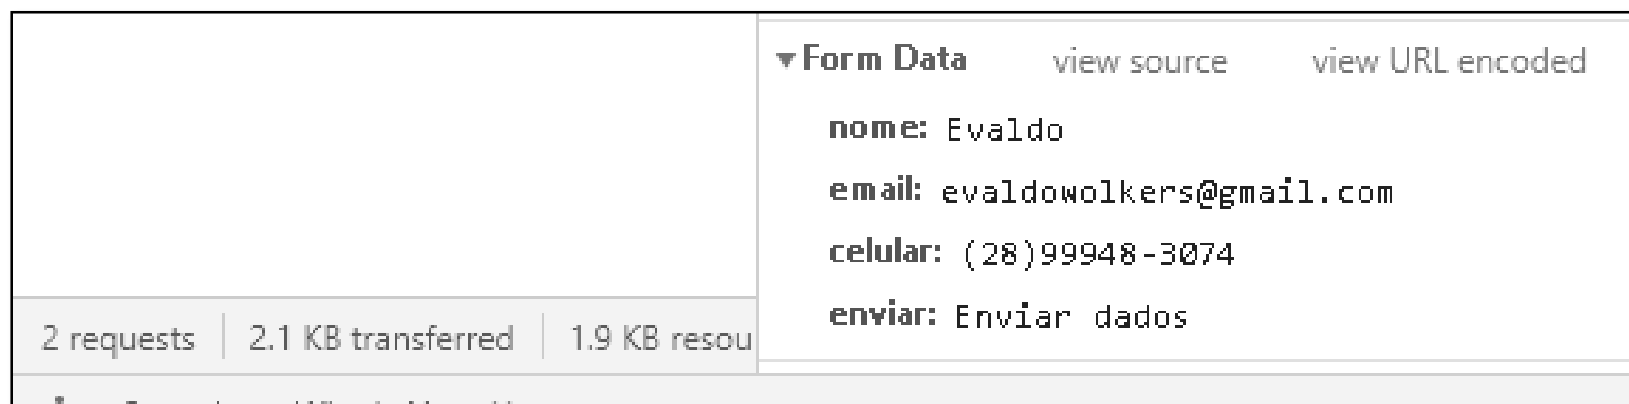 Form Data view source view URL encoded
nome: Evaldo
email: evaldowolkers@gmail.com
celular: (28)99948-3074
enviar: Enviar dados
2 requests 2.1 KB transferred 1.9 KB resou